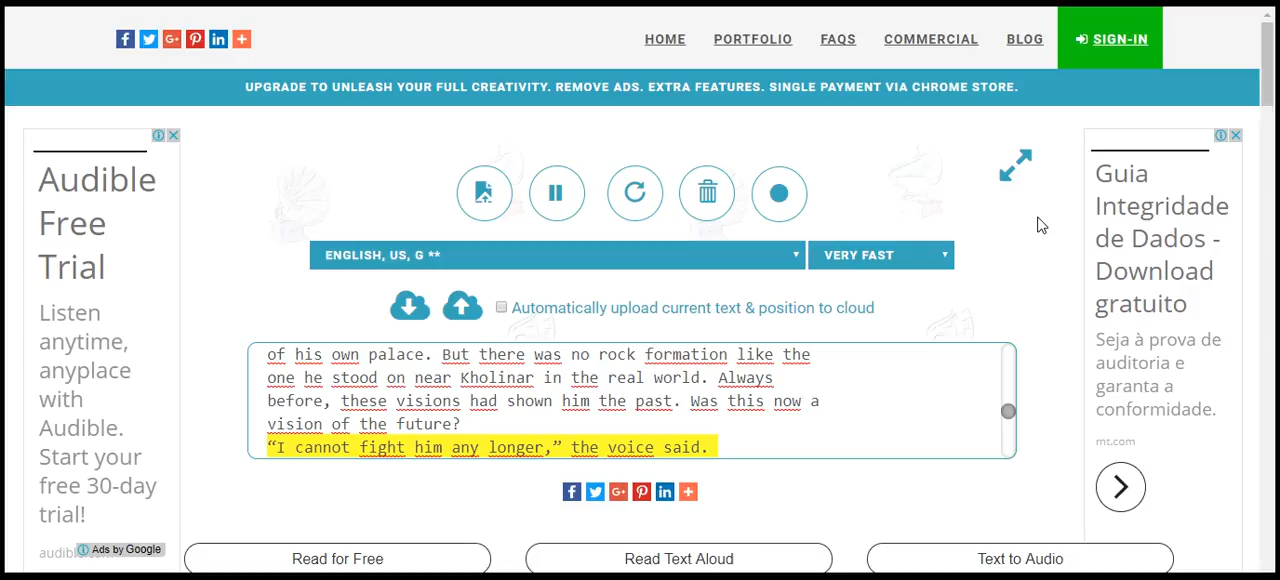 HOME PORTFOLIO FAQS COMMERCIAL BLOG SIGN-IN
UPGRADE TO UNLEASH YOUR FULL CREATIVITY. REMOVE ADS. EXTRA FEATURES. SINGLE PAYMENT VIA CHROME STORE.
Audible
Free
Trial
Listen
anytime,
anyplace
with
Audible.
Start your
free 30-day
trial!
Ads by Google
ENGLISH, US, G ** VERY FAST
Automatically upload current text & position to cloud
of his own palace. But there was no rock formation like the
one he stood on near Kholinar in the real world. Always
before, these visions had shown him the past. Was this now a
vision of the future?
“I cannot fight him any longer,” the voice said.
Read for Free Read Text Aloud Text to Audio
Guia
Integridade
de Dados -
Download
gratuito
Seja à prova de
auditoria e
garanta a
conformidade.
mt.com